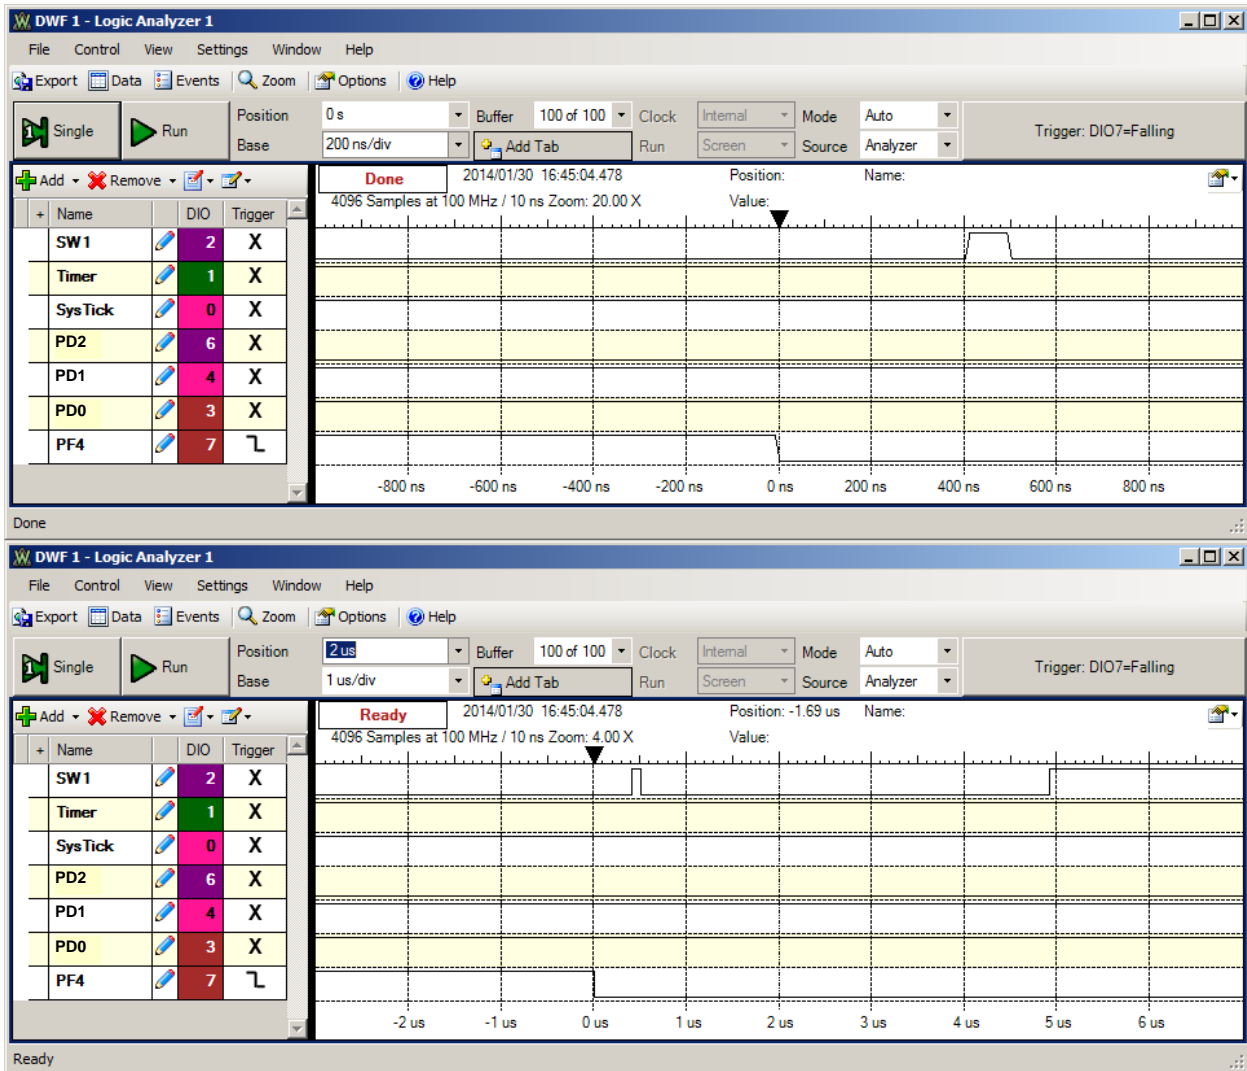 DWF 1 - Logic Analyzer 1
File Control View Settings Window Help
Export Data Events Zoom Options Help
Single Run Position 0 s Buffer 100 of 100 Clock Internal Mode Auto Trigger: DIO7=Falling
Base 200 ns/div Add Tab Run Screen Source Analyzer
Add Remove Done 2014/01/30 16:45:04.478 Position: Name:
4096 Samples at 100 MHz / 10 ns Zoom: 20.00 X Value:
+ Name DIO Trigger
SW1 2 X
Timer 1 X
SysTick 0 X
PD2 6 X
PD1 4 X
PD0 3 X
PF4 7
-800 ns -600 ns -400 ns -200 ns 0 ns 200 ns 400 ns 600 ns 800 ns
Done
DWF 1 - Logic Analyzer 1
File Control View Settings Window Help
Export Data Events Zoom Options Help
Single Run Position 2 us Buffer 100 of 100 Clock Internal Mode Auto Trigger: DIO7=Falling
Base 1 us/div Add Tab Run Screen Source Analyzer
Add Remove Ready 2014/01/30 16:45:04.478 Position: -1.69 us Name:
4096 Samples at 100 MHz / 10 ns Zoom: 4.00 X Value:
+ Name DIO Trigger
SW1 2 X
Timer 1 X
SysTick 0 X
PD2 6 X
PD1 4 X
PD0 3 X
PF4 7
-2 us -1 us 0 us 1 us 2 us 3 us 4 us 5 us 6 us
Ready